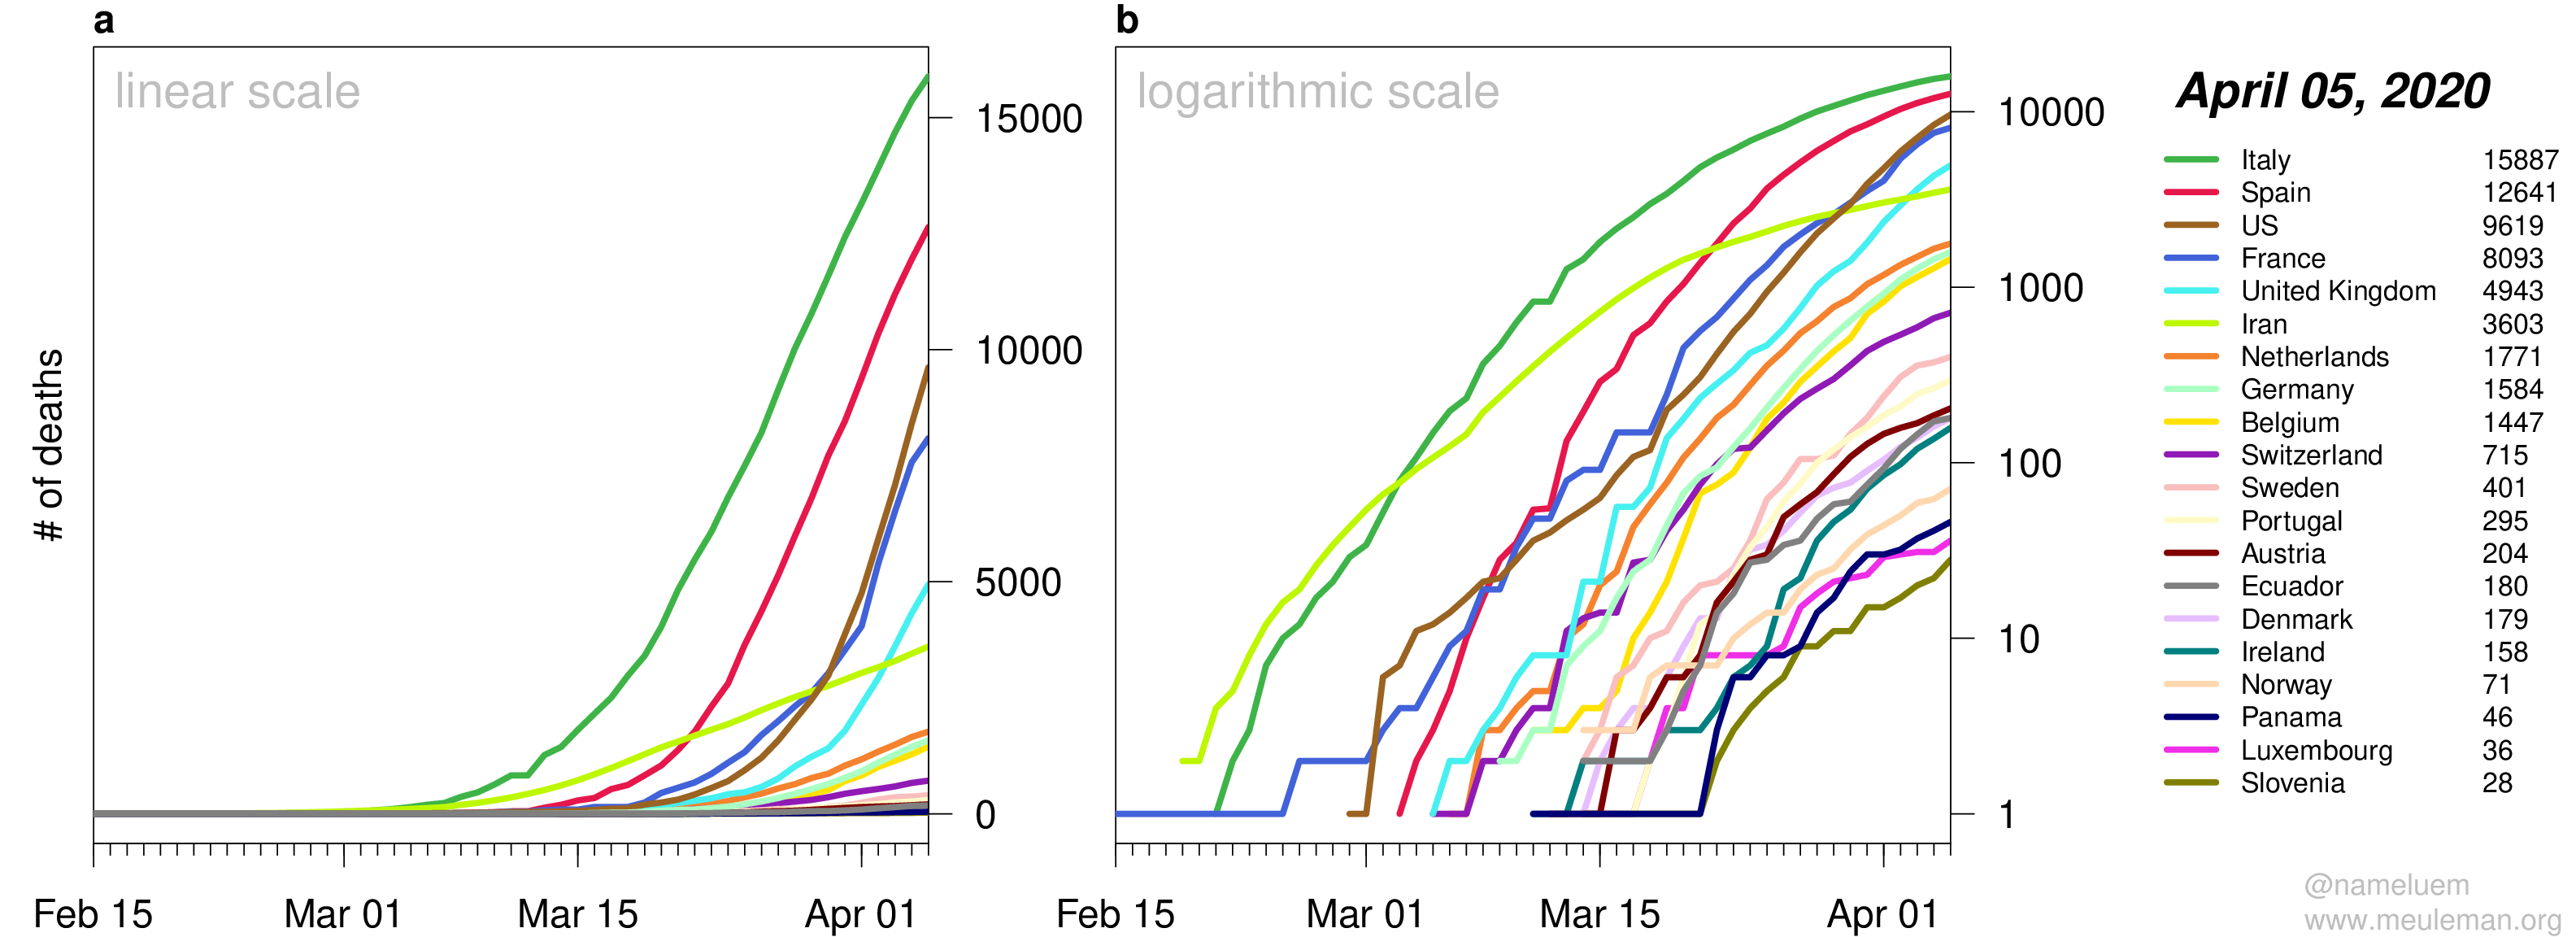 a
linear scale
# of deaths
15000
10000
5000
0
Feb 15 Mar 01 Mar 15 Apr 01
b
logarithmic scale
10000
1000
100
10
1
Feb 15 Mar 01 Mar 15 Apr 01
April 05, 2020
Italy 15887
Spain 12641
US 9619
France 8093
United Kingdom 4943
Iran 3603
Netherlands 1771
Germany 1584
Belgium 1447
Switzerland 715
Sweden 401
Portugal 295
Austria 204
Ecuador 180
Denmark 179
Ireland 158
Norway 71
Panama 46
Luxembourg 36
Slovenia 28
@nameluem
www.meuleman.org